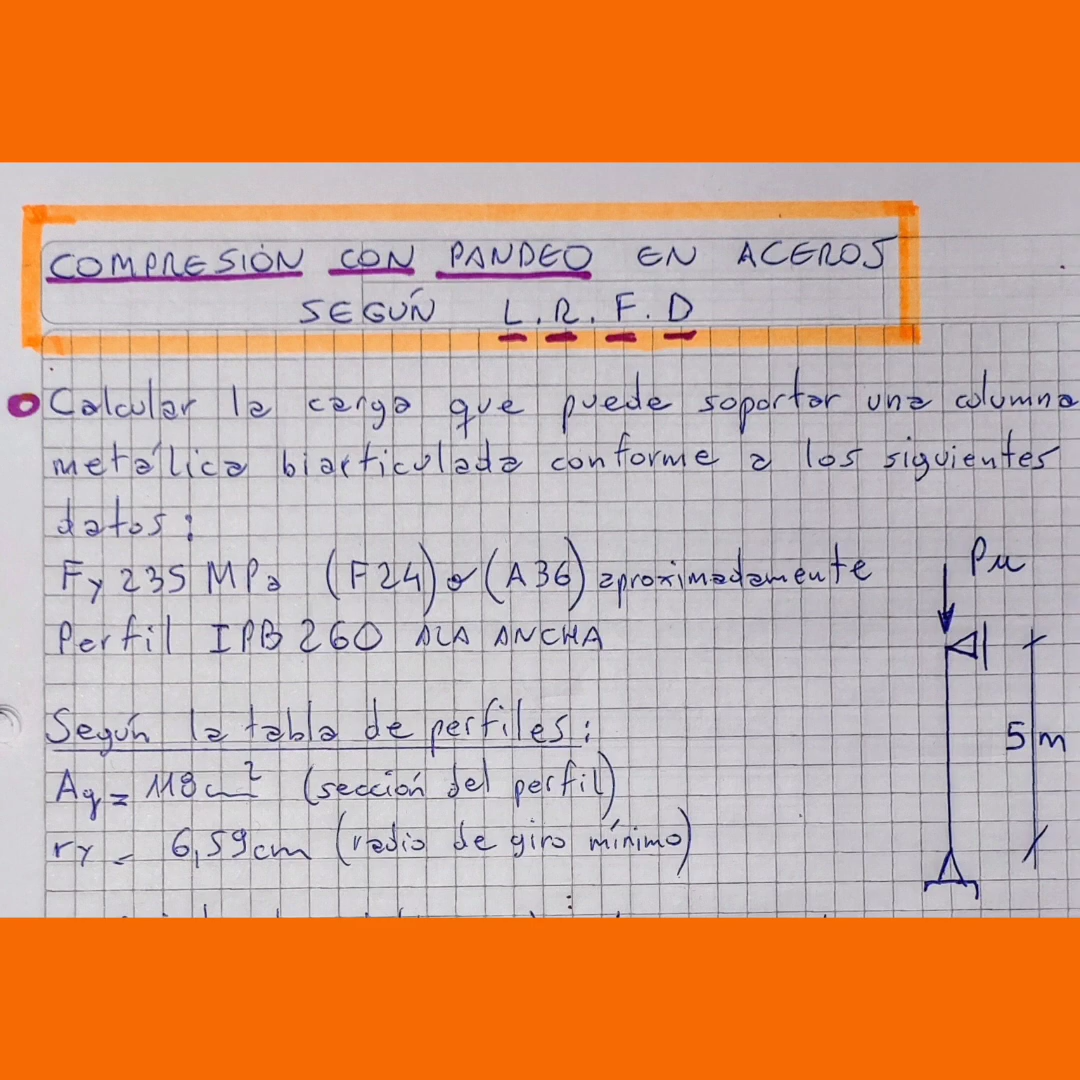 COMPRESIÓN CON PANDEO EN ACEROS
SEGÚN L.R.F.D
Calcular la carga que puede soportar una columna
metálica biarticulada conforme a los siguientes
datos:
Fy 235 MPa (F24) o (A36) aproximadamente
Perfil IPB 260 ALA ANCHA
Pu
Según la tabla de perfiles:
5 m
Ag = 118 cm² (sección del perfil)
rY = 6,59cm (radio de giro mínimo)